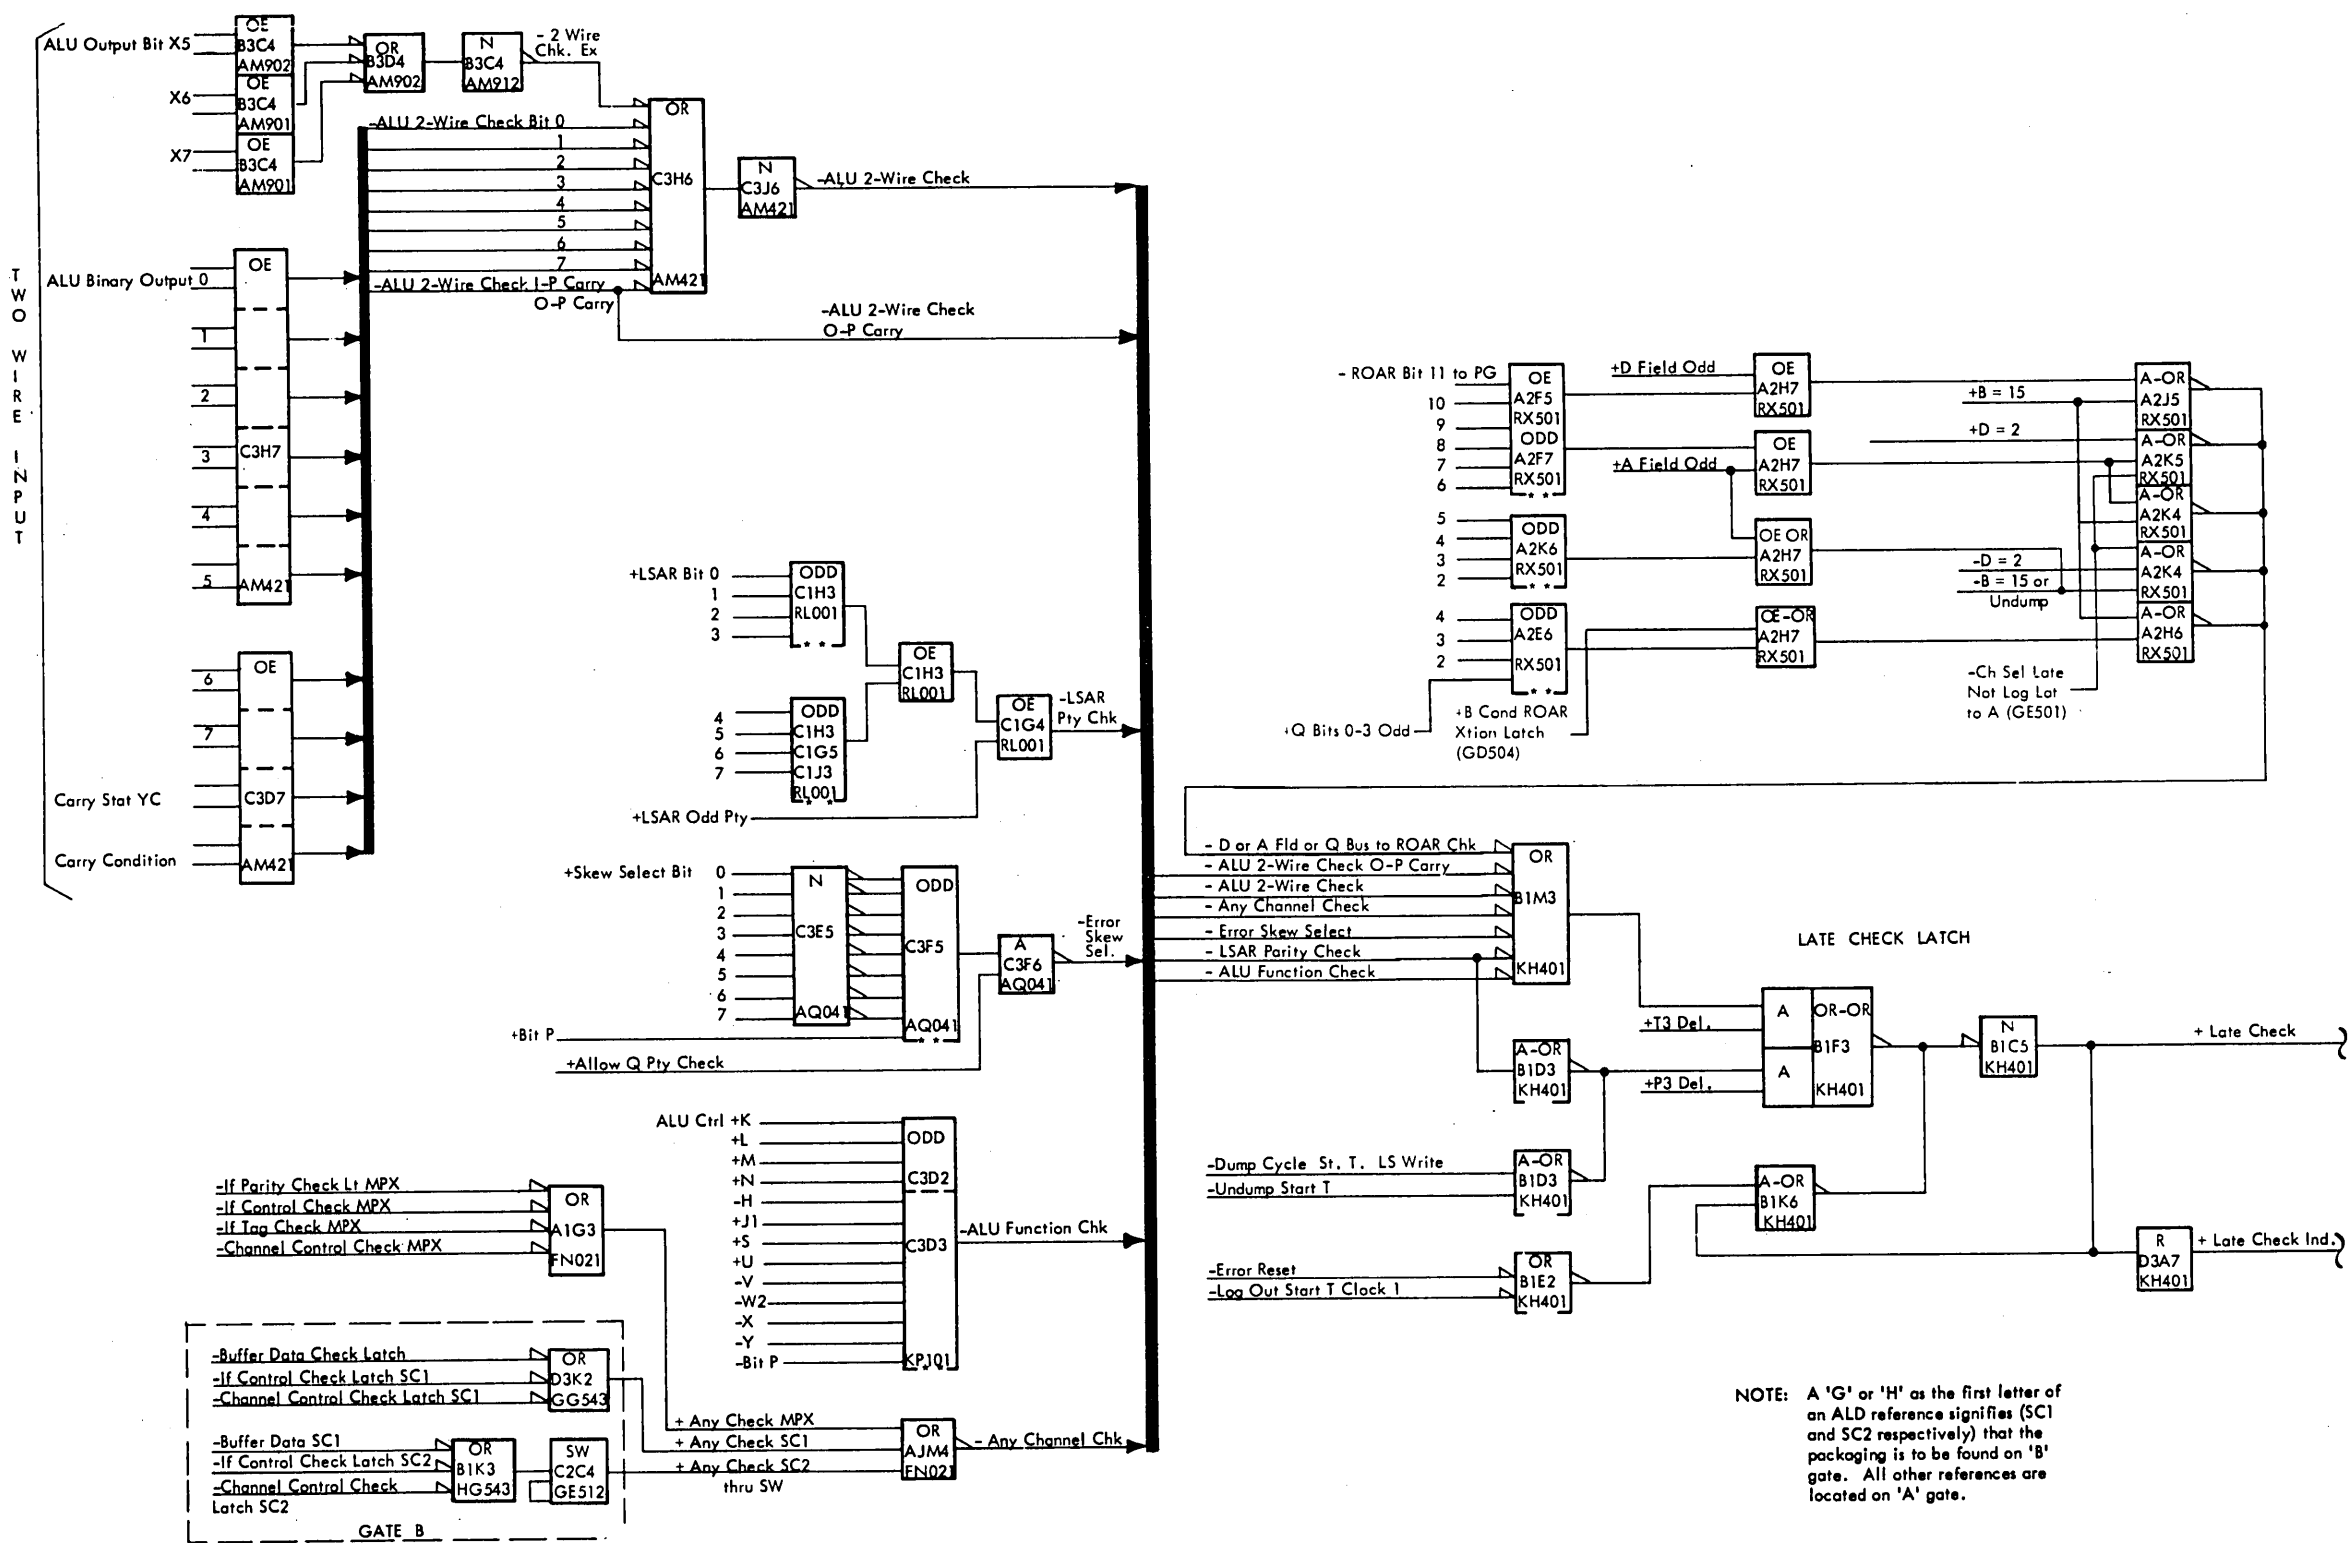 TWO WIRE INPUT
ALU Output Bit X5
X6
X7
OE
B3C4
AM902
OE
B3C4
AM901
OE
B3C4
AM901
OR
B3D4
AM902
N
B3C4
AM912
- 2 Wire
Chk. Ex
-ALU 2-Wire Check Bit 0
1
2
3
4
5
6
7
-ALU 2-Wire Check I-P Carry
O-P Carry
OR
C3H6
AM421
N
C3J6
AM421
-ALU 2-Wire Check
-ALU 2-Wire Check
O-P Carry
ALU Binary Output 0
1
2
3
4
5
OE
C3H7
AM421
6
7
Carry Stat YC
Carry Condition
OE
C3D7
AM421
+LSAR Bit 0
1
2
3
ODD
C1H3
RL001
* *
4
5
6
7
ODD
C1H3
C1G5
C1J3
RL001
* *
OE
C1H3
RL001
OE
C1G4
RL001
-LSAR
Pty Chk
+LSAR Odd Pty
+Skew Select Bit 0
1
2
3
4
5
6
7
N
C3E5
AQ041
ODD
C3F5
AQ041
* *
+Bit P
+Allow Q Pty Check
A
C3F6
AQ041
-Error
Skew
Sel.
ALU Ctrl +K
+L
+M
+N
-H
+J1
+S
+U
-V
-W2
-X
-Y
-Bit P
ODD
C3D2
C3D3
KP101
* *
-ALU Function Chk
-If Parity Check Lt MPX
-If Control Check MPX
-If Tag Check MPX
-Channel Control Check MPX
OR
A1G3
FN021
-Buffer Data Check Latch
-If Control Check Latch SC1
-Channel Control Check Latch SC1
OR
D3K2
GG543
-Buffer Data SC1
-If Control Check Latch SC2
-Channel Control Check
Latch SC2
OR
B1K3
HG543
SW
C2C4
GE512
GATE B
+ Any Check MPX
+ Any Check SC1
+ Any Check SC2
thru SW
OR
AJM4
FN021
- Any Channel Chk
- ROAR Bit 11 to PG
10
9
8
7
6
OE
A2F5
RX501
ODD
A2F7
RX501
* *
5
4
3
2
ODD
A2K6
RX501
* *
4
3
2
ODD
A2E6
RX501
* *
+Q Bits 0-3 Odd
+B Cond ROAR
Xtion Latch
(GD504)
+D Field Odd
+A Field Odd
OE
A2H7
RX501
OE
A2H7
RX501
OE OR
A2H7
RX501
OE-OR
A2H7
RX501
+B = 15
+D = 2
-D = 2
-B = 15 or
Undump
-Ch Sel Late
Not Log Lat
to A (GE501)
A-OR
A2J5
RX501
A-OR
A2K5
RX501
A-OR
A2K4
RX501
A-OR
A2K4
RX501
A-OR
A2H6
RX501
- D or A Fld or Q Bus to ROAR Chk
- ALU 2-Wire Check O-P Carry
- ALU 2-Wire Check
- Any Channel Check
- Error Skew Select
- LSAR Parity Check
- ALU Function Check
OR
B1M3
KH401
LATE CHECK LATCH
+T3 Del.
+P3 Del.
A
A
OR-OR
B1F3
KH401
N
B1C5
KH401
+ Late Check
A-OR
B1D3
KH401
-Dump Cycle St. T. LS Write
-Undump Start T
A-OR
B1D3
KH401
-Error Reset
-Log Out Start T Clock 1
OR
B1E2
KH401
A-OR
B1K6
KH401
R
D3A7
KH401
+ Late Check Ind.
NOTE: A 'G' or 'H' as the first letter of
an ALD reference signifies (SC1
and SC2 respectively) that the
packaging is to be found on 'B'
gate. All other references are
located on 'A' gate.